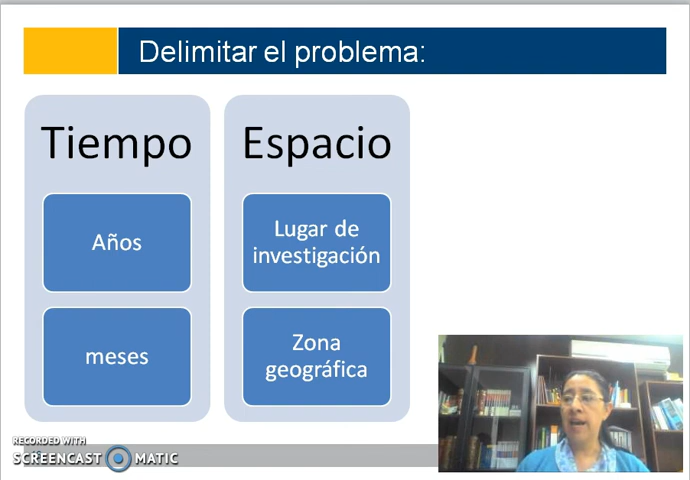 Delimitar el problema:
Tiempo
Años
meses
Espacio
Lugar de
investigación
Zona
geográfica
RECORDED WITH
SCREENCAST MATIC